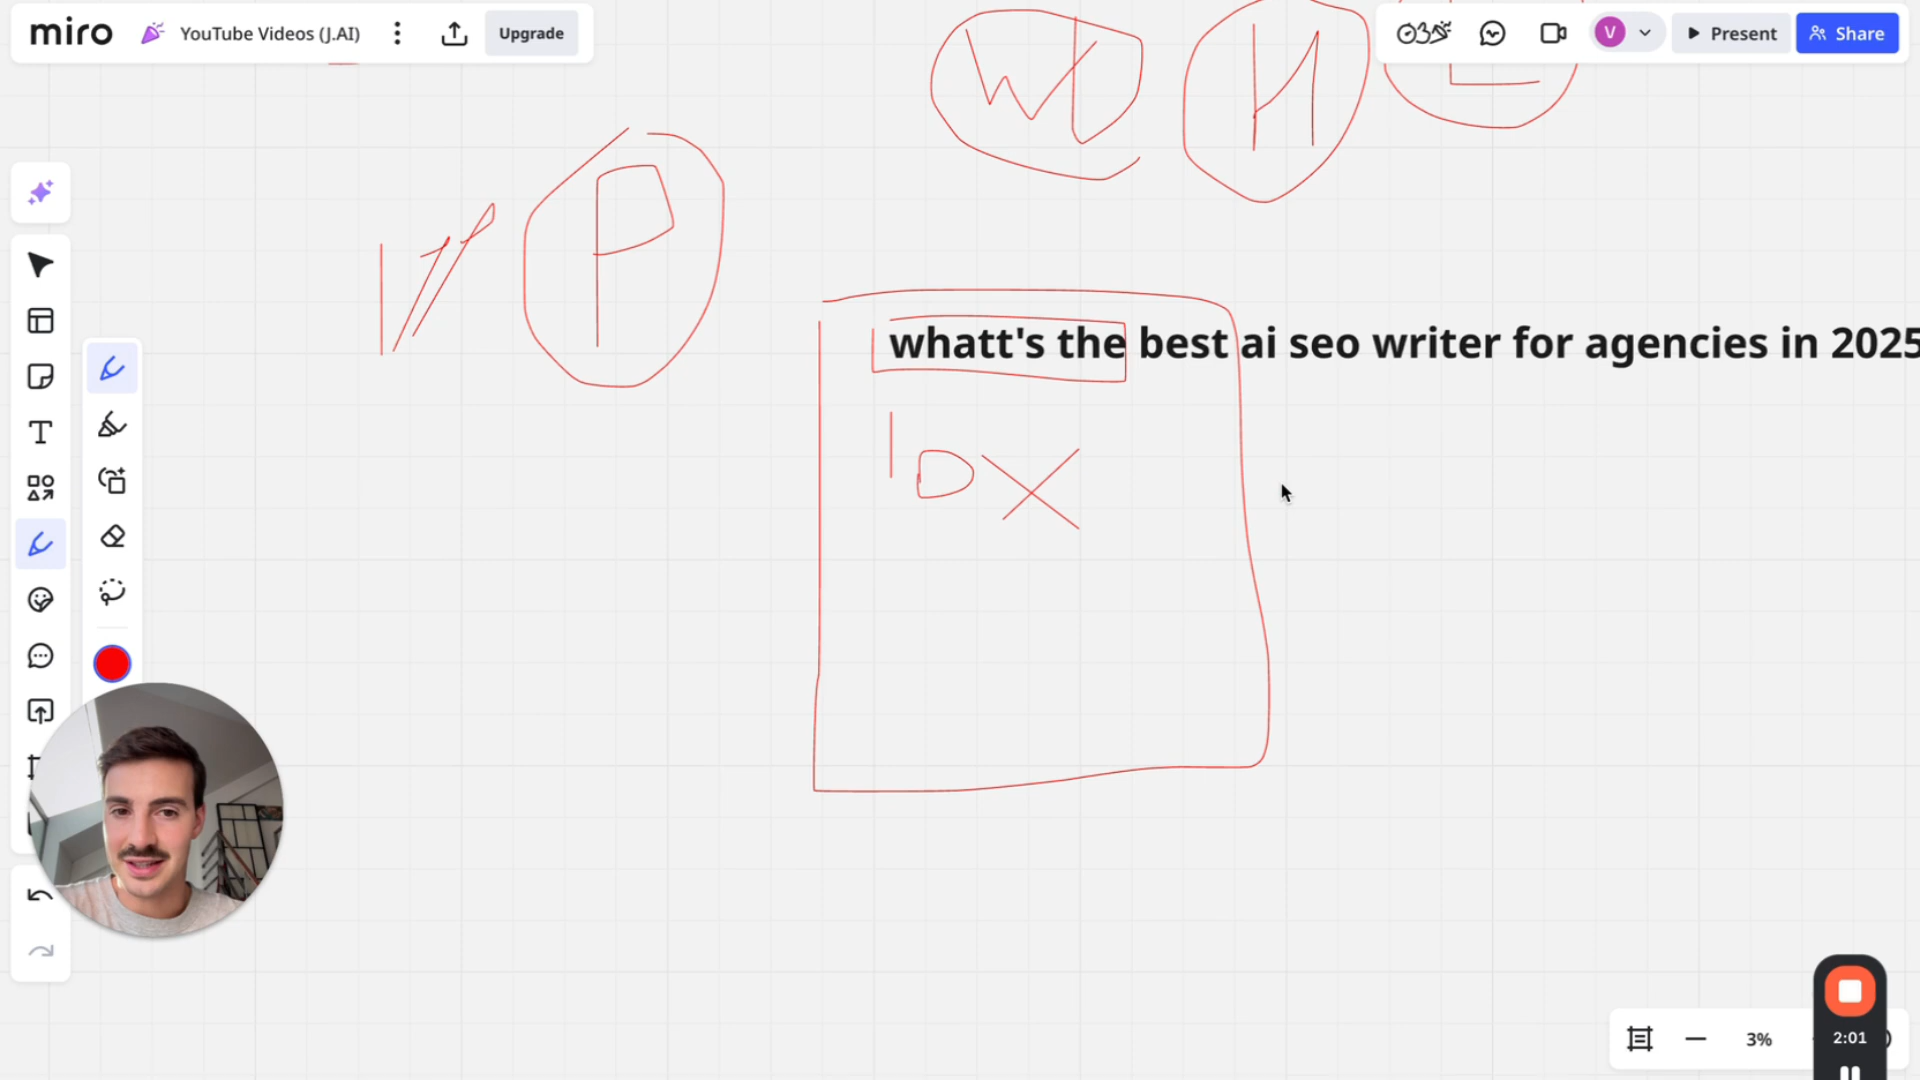 miro YouTube Videos (J.AI) Upgrade
V Present Share
H
P
whatt's the best ai seo writer for agencies in 2025
IDX
3%
2:01